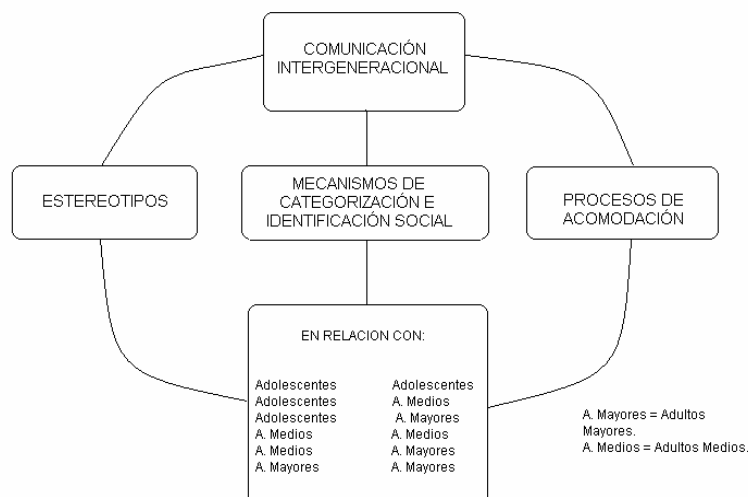 COMUNICACIÓN
INTERGENERACIONAL
ESTEREOTIPOS
MECANISMOS DE
CATEGORIZACIÓN E
IDENTIFICACIÓN SOCIAL
PROCESOS DE
ACOMODACIÓN
EN RELACION CON:
Adolescentes Adolescentes
Adolescentes A. Medios
Adolescentes A. Mayores
A. Medios A. Medios
A. Medios A. Mayores
A. Mayores A. Mayores
A. Mayores = Adultos
Mayores.
A. Medios = Adultos Medios.